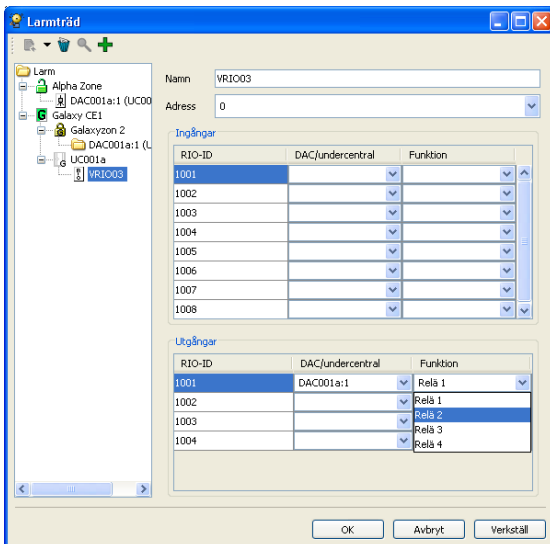 Larmträd
Larm
Alpha Zone
DAC001a:1 (UC00
Galaxy CE1
Galaxyzon 2
DAC001a:1 (L
UC001a
VRIO03
Namn VRIO03
Adress 0
Ingångar
RIO-ID DAC/undercentral Funktion
1001
1002
1003
1004
1005
1006
1007
1008
Utgångar
RIO-ID DAC/undercentral Funktion
1001 DAC001a:1 Relä 1
1002
1003
1004
Relä 1
Relä 2
Relä 3
Relä 4
OK Avbryt Verkställ